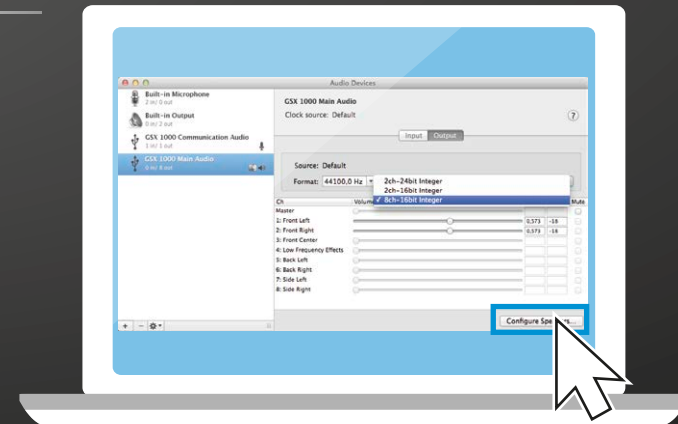 Audio Devices
Built-in Microphone
2 in/ 0 out
Built-in Output
0 in/ 2 out
GSX 1000 Communication Audio
1 in/ 1 out
GSX 1000 Main Audio
0 in/ 8 out
GSX 1000 Main Audio
Clock source: Default
?
Input Output
Source: Default
Format: 44100,0 Hz
2ch-24bit Integer
2ch-16bit Integer
✓ 8ch-16bit Integer
Ch Volume Mute
Master
1: Front Left 0,573 -18
2: Front Right 0,573 -18
3: Front Center
4: Low Frequency Effects
5: Back Left
6: Back Right
7: Side Left
8: Side Right
Configure